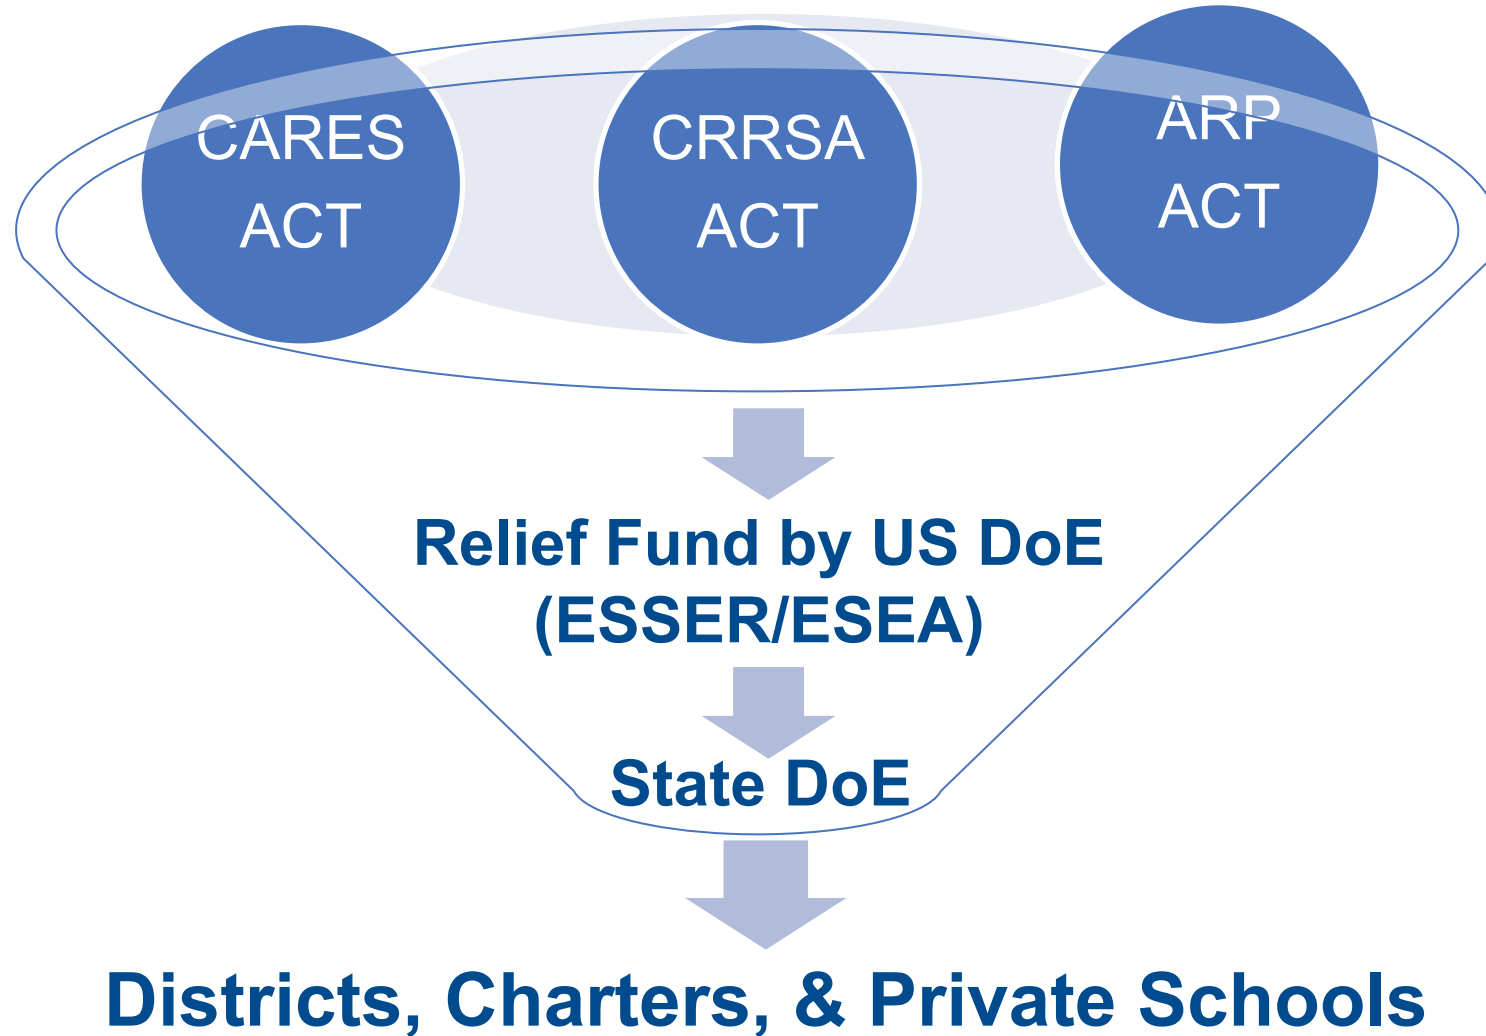 CARES
ACT
CRRSA
ACT
ARP
ACT
Relief Fund by US DoE
(ESSER/ESEA)
State DoE
Districts, Charters, & Private Schools